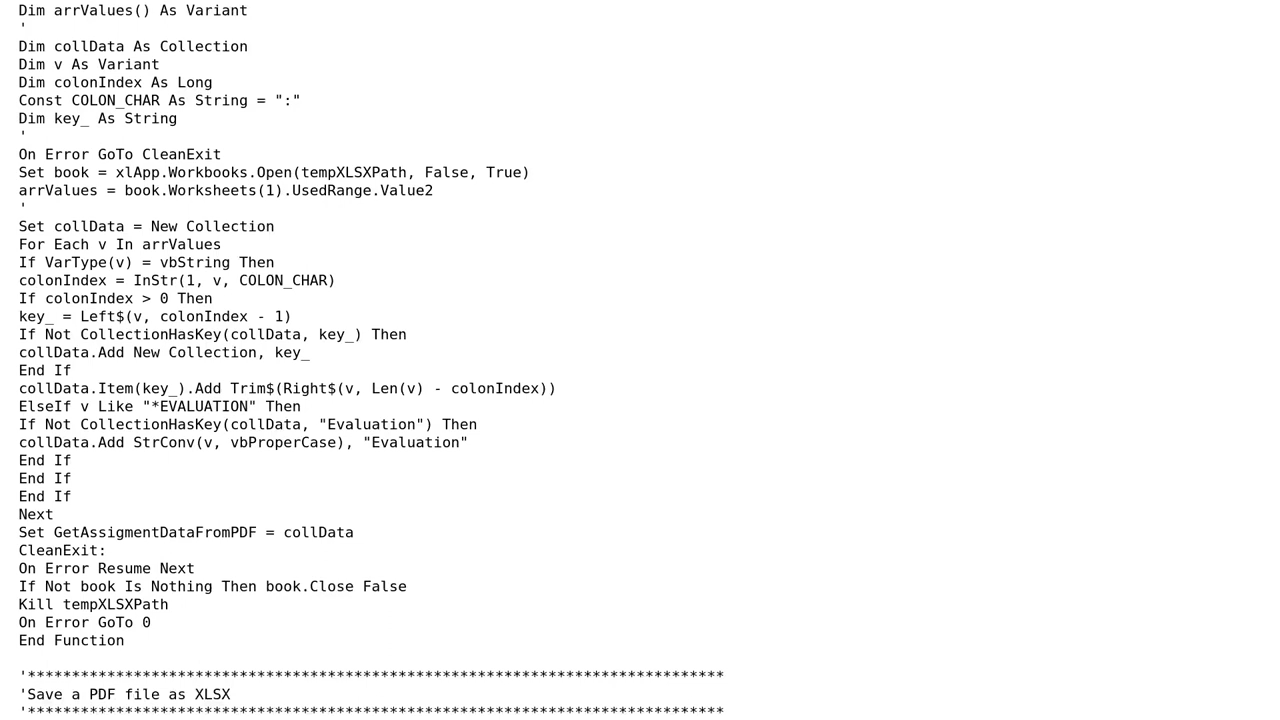 Dim arrValues() As Variant
'
Dim collData As Collection
Dim v As Variant
Dim colonIndex As Long
Const COLON_CHAR As String = ":"
Dim key_ As String
'
On Error GoTo CleanExit
Set book = xlApp.Workbooks.Open(tempXLSXPath, False, True)
arrValues = book.Worksheets(1).UsedRange.Value2
'
Set collData = New Collection
For Each v In arrValues
If VarType(v) = vbString Then
colonIndex = InStr(1, v, COLON_CHAR)
If colonIndex > 0 Then
key_ = Left$(v, colonIndex - 1)
If Not CollectionHasKey(collData, key_) Then
collData.Add New Collection, key_
End If
collData.Item(key_).Add Trim$(Right$(v, Len(v) - colonIndex))
ElseIf v Like "*EVALUATION" Then
If Not CollectionHasKey(collData, "Evaluation") Then
collData.Add StrConv(v, vbProperCase), "Evaluation"
End If
End If
End If
Next
Set GetAssigmentDataFromPDF = collData
CleanExit:
On Error Resume Next
If Not book Is Nothing Then book.Close False
Kill tempXLSXPath
On Error GoTo 0
End Function

'*******************************************************************************
'Save a PDF file as XLSX
'*******************************************************************************